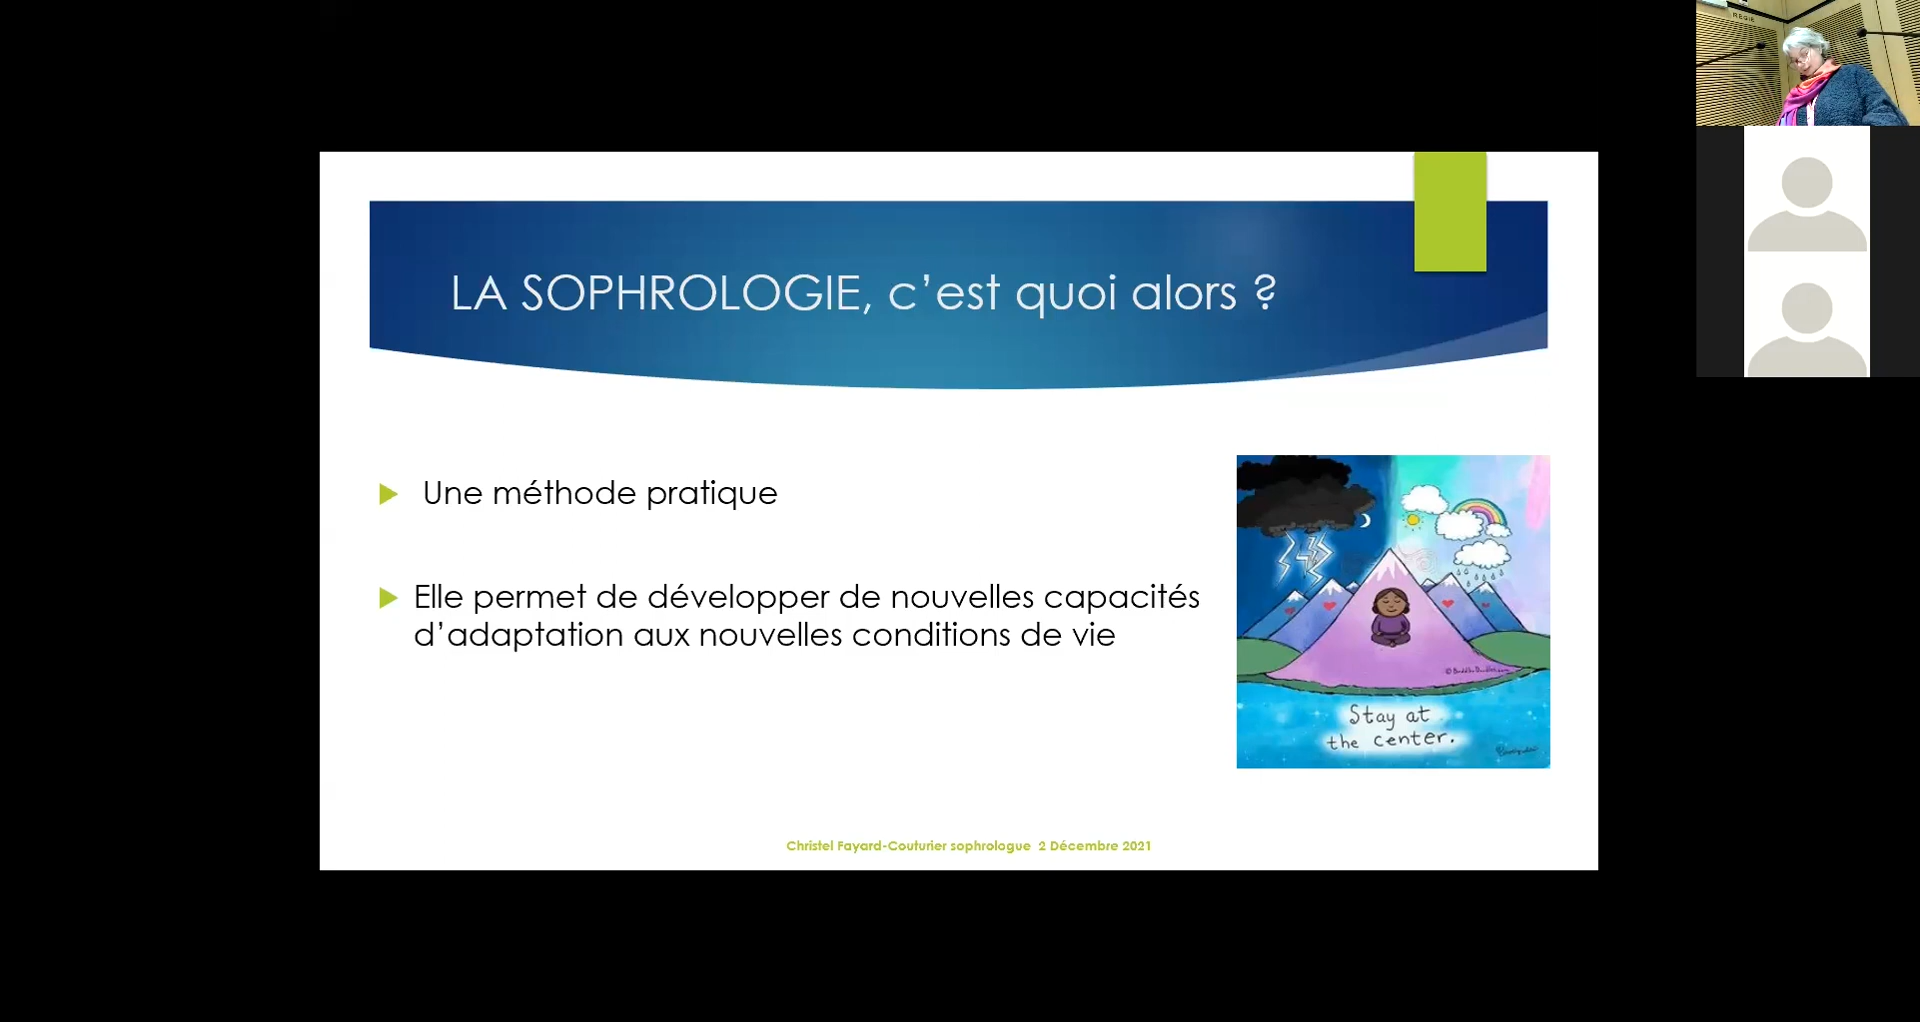 REGIE
LA SOPHROLOGIE, c’est quoi alors ?
Une méthode pratique
Elle permet de développer de nouvelles capacités
d’adaptation aux nouvelles conditions de vie
Stay at
the center.
Christel Fayard-Couturier sophrologue 2 Décembre 2021